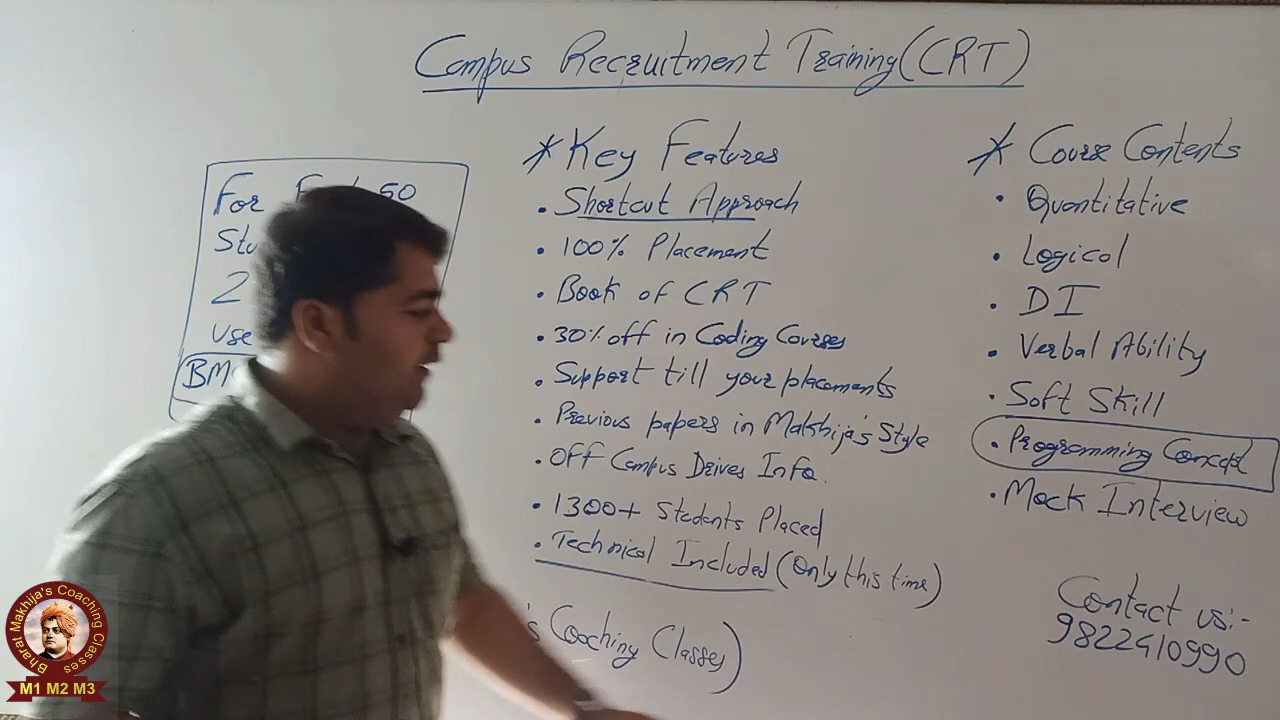 Campus Recruitment Training (CRT)
For 50
Stu
2
use
BM
* Key Features
• Shortcut Approach
• 100% Placement
• Book of CRT
• 30% off in Coding Courses
• Support till your placements
• Previous papers in Makhija's Style
• Off Campus Drives Info.
• 1300+ Students Placed
• Technical Included (Only this time)
's Coaching Classes)
* Course Contents
• Quantitative
• Logical
• DI
• Verbal Ability
• Soft Skill
• Programming Concept
• Mock Interview
Contact us:-
9822410990
Bharat Makhija's Coaching Classes
M1 M2 M3